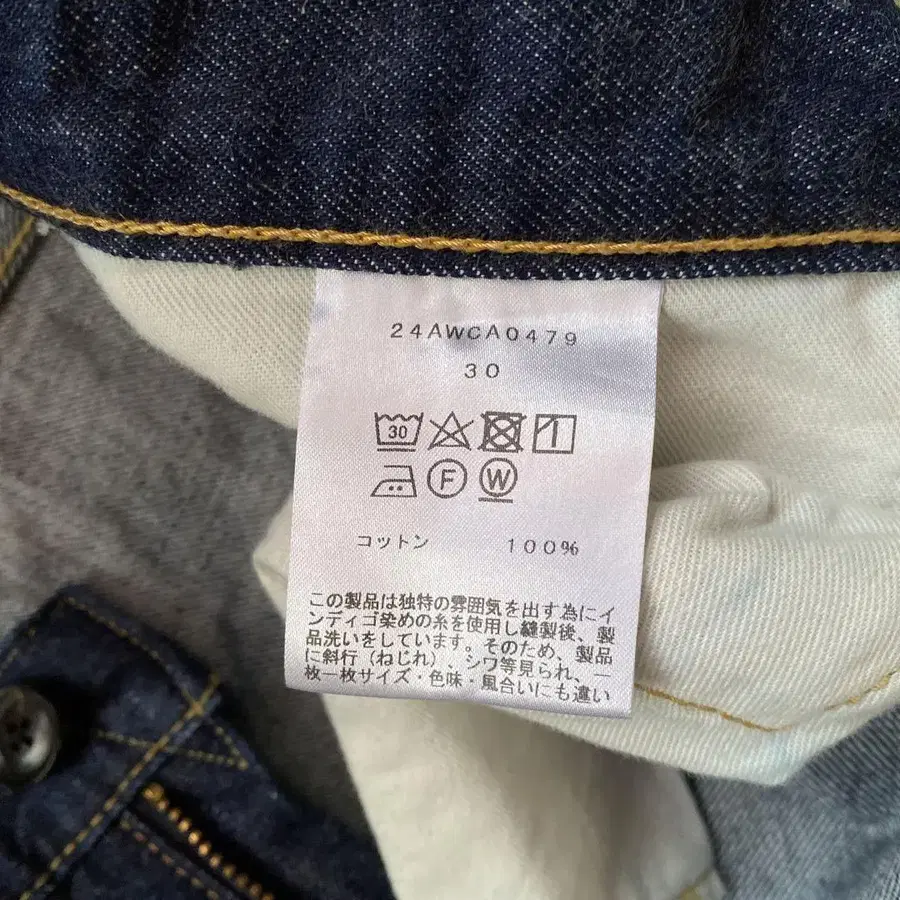 24AWCA0479
30
30
1
F
W
コットン 100%
この製品は独特の雰囲気を出す為にイ
ンディゴ染めの糸を使用し縫製後、製
品洗いをしています。そのため、製品
に斜行（ねじれ）、シワ等見られ、一
枚一枚サイズ・色味・風合いにも違い